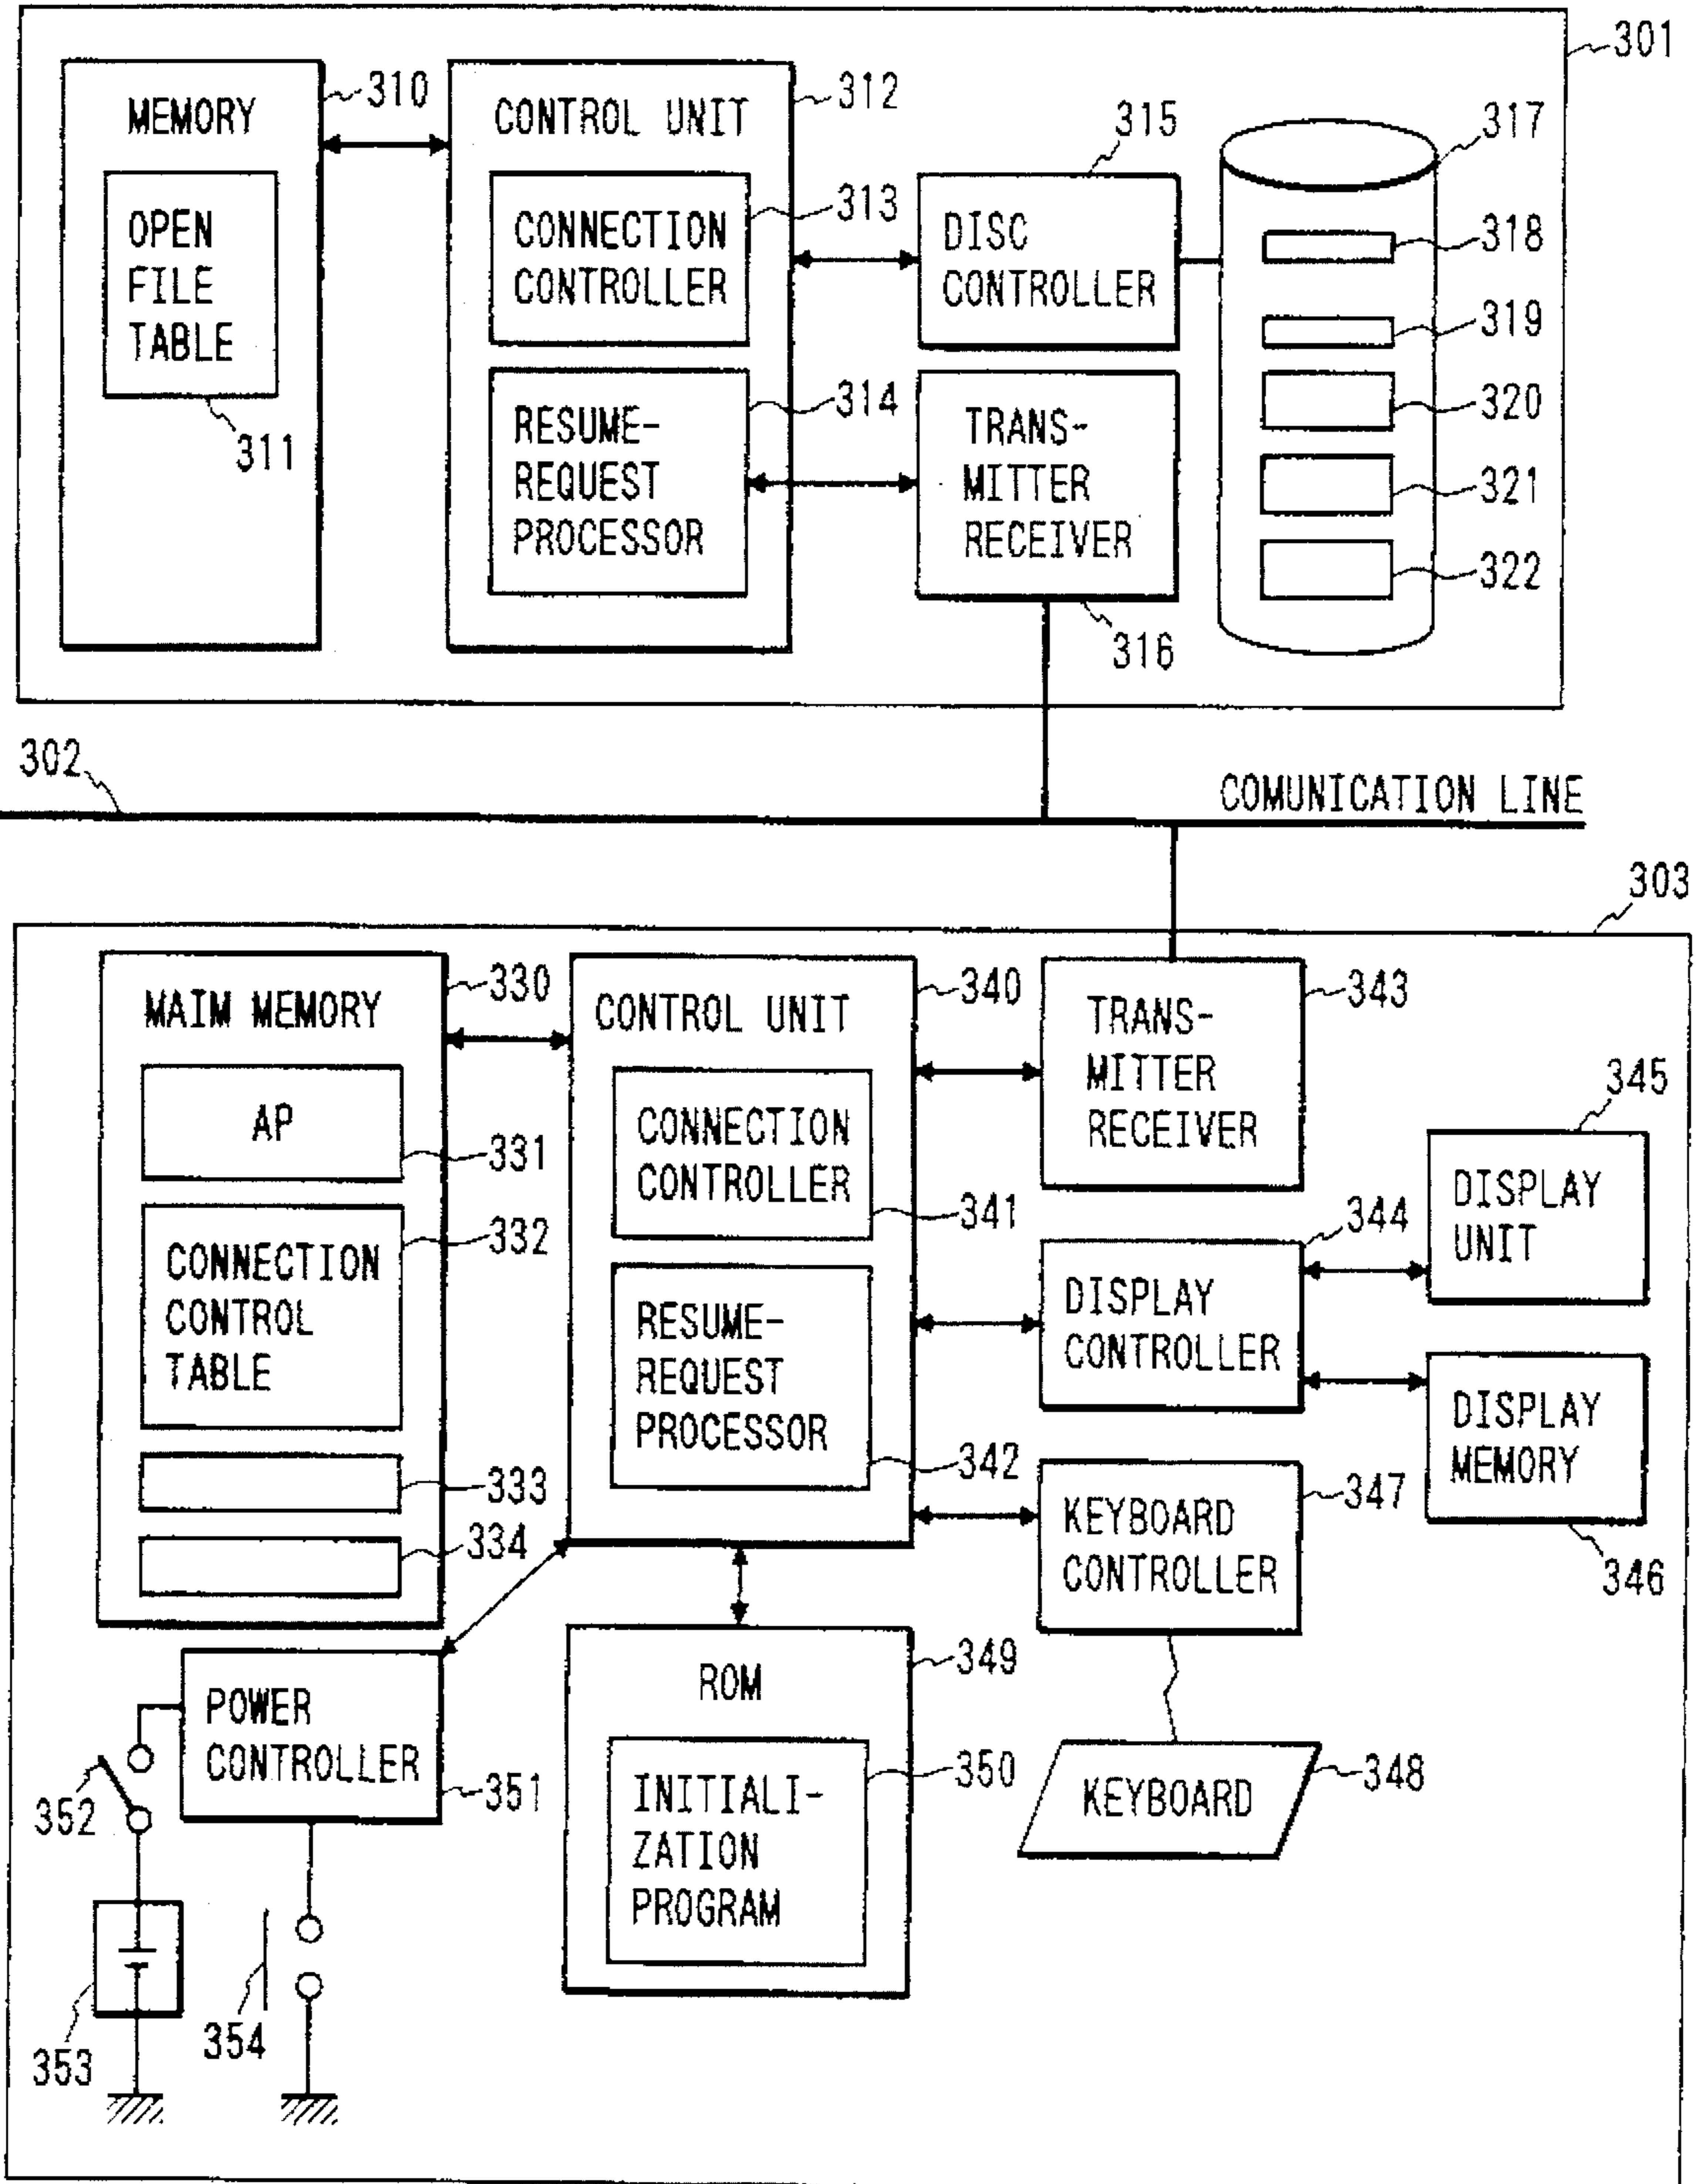 301
MEMORY
310
OPEN
FILE
TABLE
311
CONTROL UNIT
312
CONNECTION
CONTROLLER
313
RESUME-
REQUEST
PROCESSOR
314
DISC
CONTROLLER
315
TRANS-
MITTER
RECEIVER
316
317
318
319
320
321
322
302
COMUNICATION LINE
303
MAIM MEMORY
330
AP
331
CONNECTION
CONTROL
TABLE
332
333
334
CONTROL UNIT
340
CONNECTION
CONTROLLER
341
RESUME-
REQUEST
PROCESSOR
342
TRANS-
MITTER
RECEIVER
343
DISPLAY
CONTROLLER
344
DISPLAY
UNIT
345
DISPLAY
MEMORY
346
KEYBOARD
CONTROLLER
347
KEYBOARD
348
ROM
349
INITIALI-
ZATION
PROGRAM
350
POWER
CONTROLLER
351
352
353
354